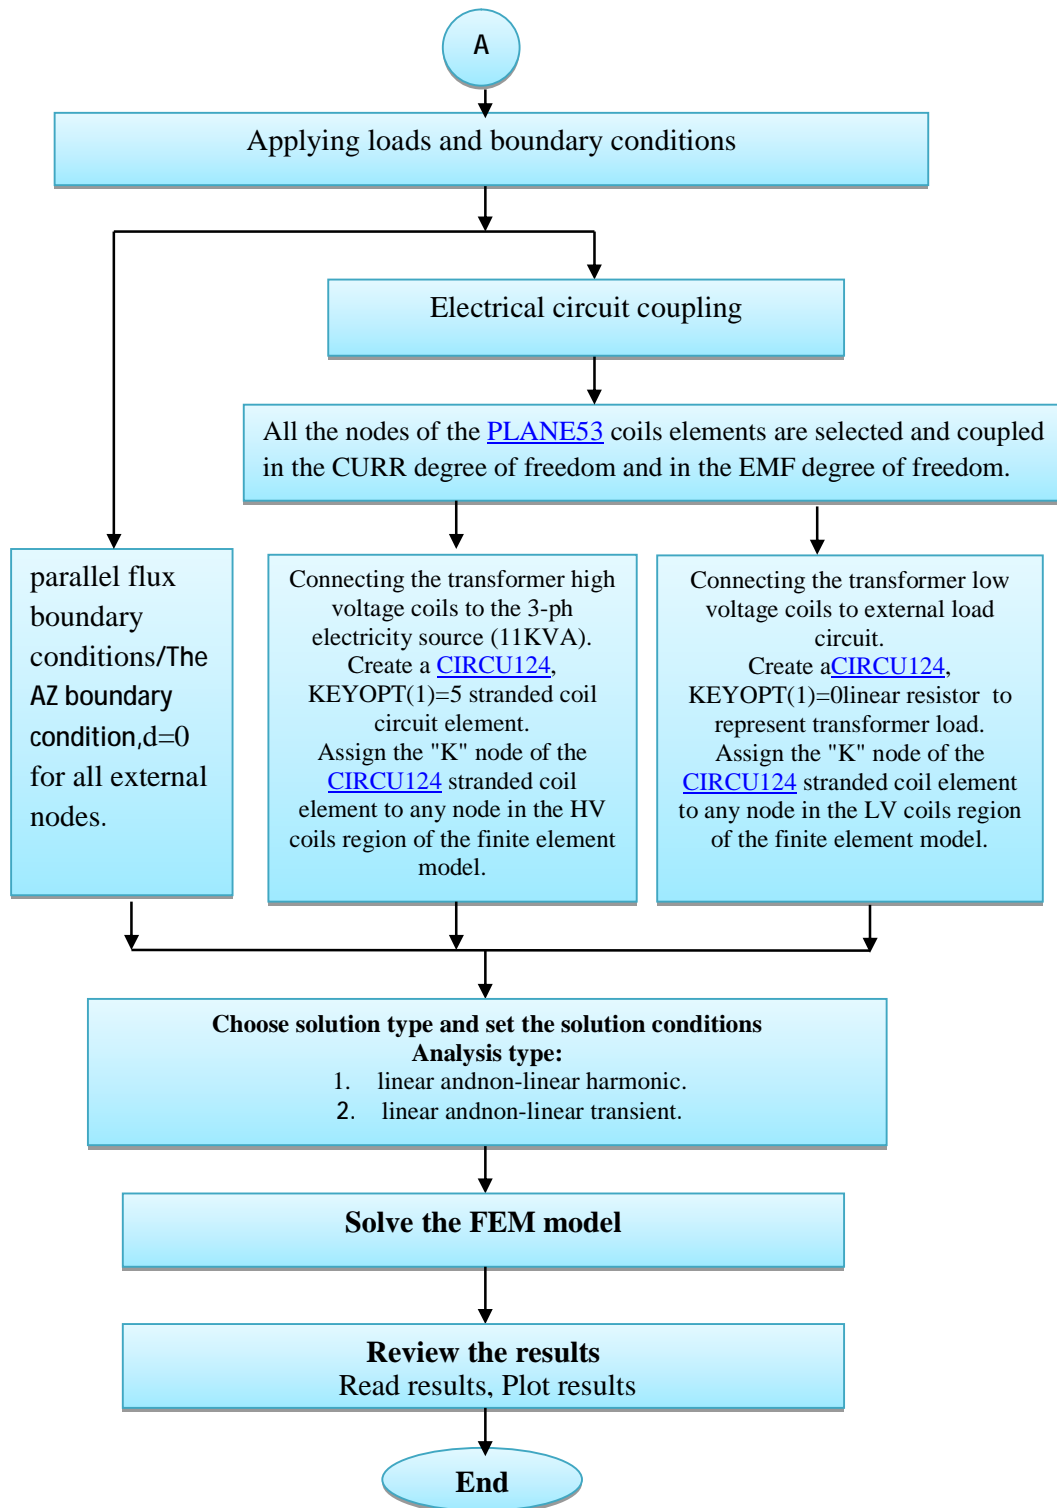 A
Applying loads and boundary conditions
Electrical circuit coupling
All the nodes of the PLANE53 coils elements are selected and coupled
in the CURR degree of freedom and in the EMF degree of freedom.
parallel flux
boundary
conditions/The
AZ boundary
condition,d=0
for all external
nodes.
Connecting the transformer high
voltage coils to the 3-ph
electricity source (11KVA).
Create a CIRCU124,
KEYOPT(1)=5 stranded coil
circuit element.
Assign the "K" node of the
CIRCU124 stranded coil
element to any node in the HV
coils region of the finite element
model.
Connecting the transformer low
voltage coils to external load
circuit.
Create aCIRCU124,
KEYOPT(1)=0linear resistor to
represent transformer load.
Assign the "K" node of the
CIRCU124 stranded coil element
to any node in the LV coils region
of the finite element model.
Choose solution type and set the solution conditions
Analysis type:
1. linear andnon-linear harmonic.
2. linear andnon-linear transient.
Solve the FEM model
Review the results
Read results, Plot results
End